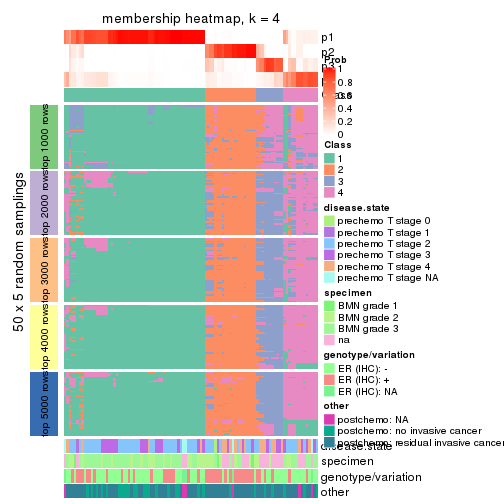 membership heatmap, k = 4
p1
p2
p3
Prob
1
0.8
0.6
0.4
0.2
0
Class
1
2
3
4
disease.state
prechemo T stage 0
prechemo T stage 1
prechemo T stage 2
prechemo T stage 3
prechemo T stage 4
prechemo T stage NA
specimen
BMN grade 1
BMN grade 2
BMN grade 3
na
genotype/variation
ER (IHC): -
ER (IHC): +
ER (IHC): NA
other
postchemo: NA
postchemo: no invasive cancer
postchemo: residual invasive cancer
50 x 5 random samplings
top 1000 rows
top 2000 rows
top 3000 rows
top 4000 rows
top 5000 rows
disease.state
specimen
genotype/variation
other